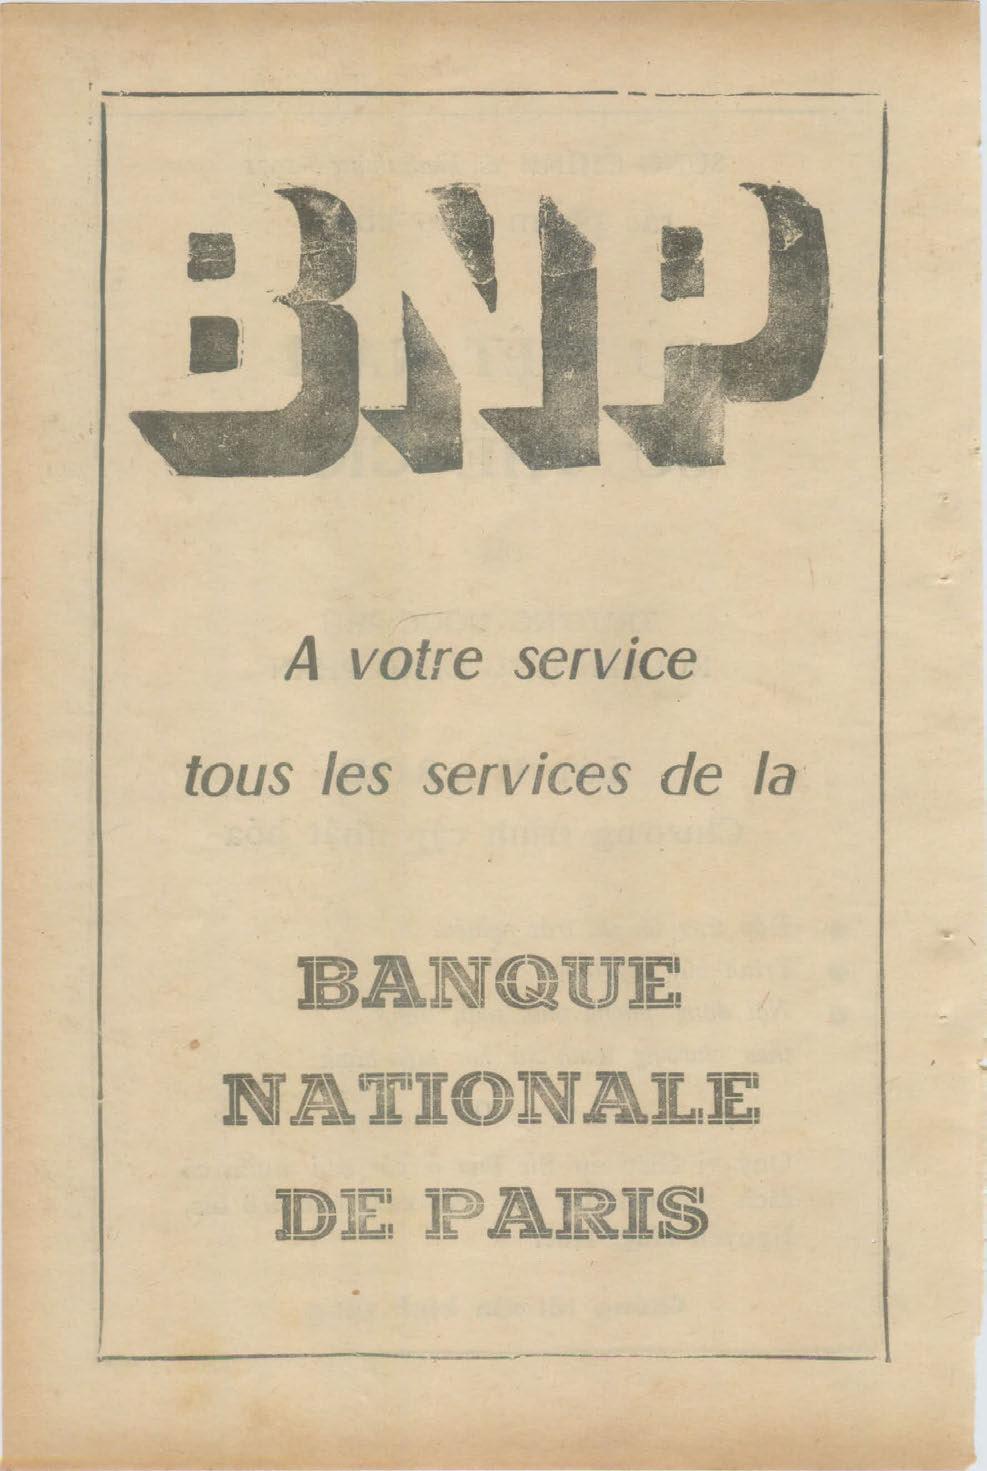 BNP
A votre service
tous les services de la
BANQUE
NATIONALE
DE PARIS